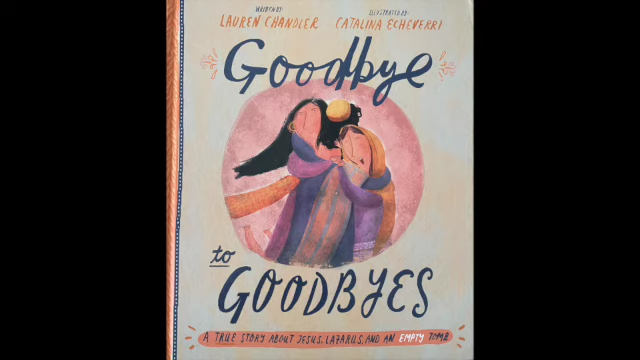 WRITTEN BY:
LAUREN CHANDLER
ILLUSTRATED BY:
CATALINA ECHEVERRI
Goodbye
to
GOODBYES
A TRUE STORY ABOUT JESUS, LAZARUS, AND AN EMPTY TOMB